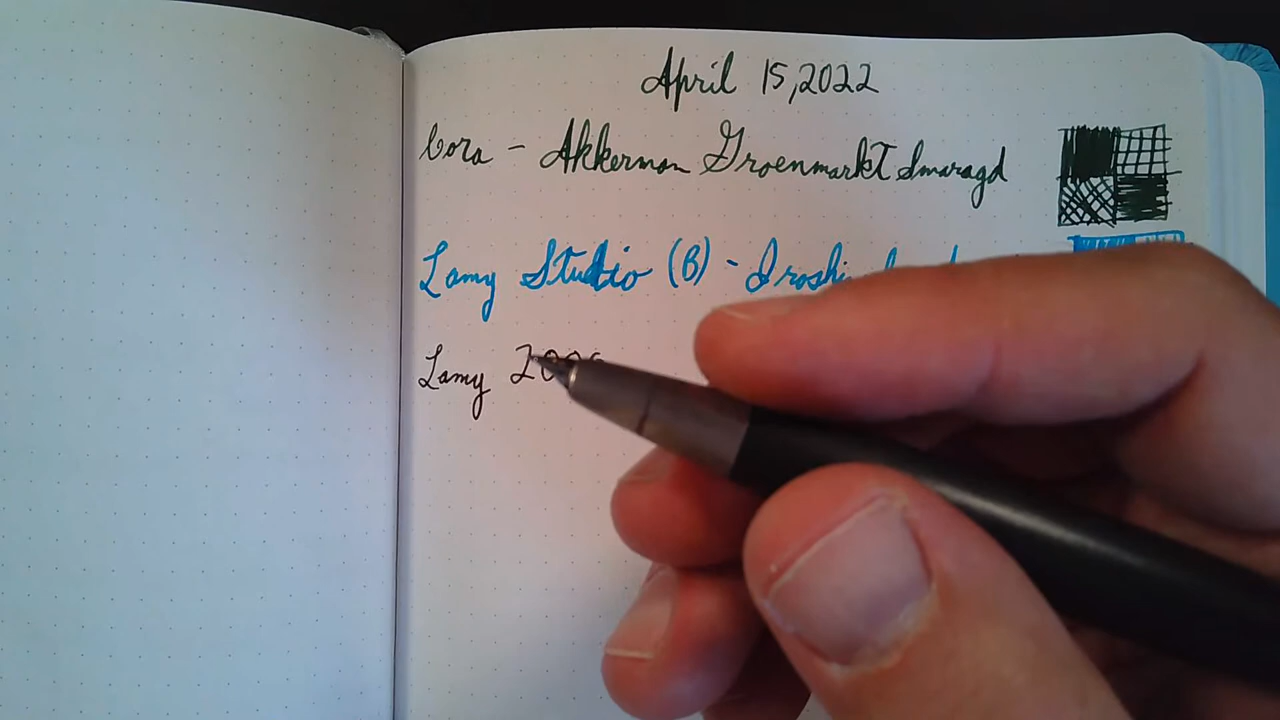 April 15, 2022
Cora - Akkerman Groenmarkt Smaragd
Lamy Studio (B) -
Lamy